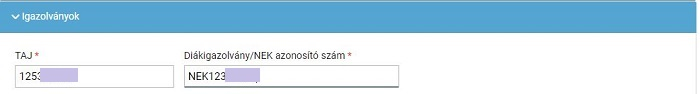 Igazolványok
TAJ * Diákigazolvány/NEK azonosító szám *
1253 NEK123